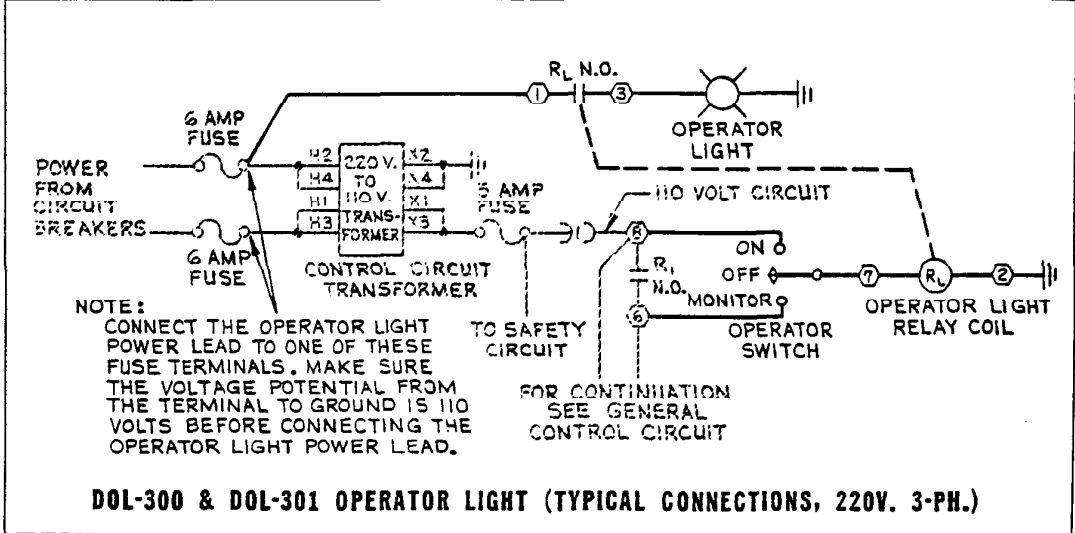 R_L N.O.
1
3
OPERATOR
LIGHT
6 AMP
FUSE
POWER
FROM
CIRCUIT
BREAKERS
H2
H4
H1
H3
220 V.
TO
110 V.
TRANS-
FORMER
X2
X4
X1
X3
5 AMP
FUSE
110 VOLT CIRCUIT
1
8
6 AMP
FUSE
CONTROL CIRCUIT
TRANSFORMER
R1
N.O.
6
ON
OFF
MONITOR
OPERATOR
SWITCH
7
R_L
2
OPERATOR LIGHT
RELAY COIL
TO SAFETY
CIRCUIT
FOR CONTINUATION
SEE GENERAL
CONTROL CIRCUIT
NOTE:
CONNECT THE OPERATOR LIGHT
POWER LEAD TO ONE OF THESE
FUSE TERMINALS. MAKE SURE
THE VOLTAGE POTENTIAL FROM
THE TERMINAL TO GROUND IS 110
VOLTS BEFORE CONNECTING THE
OPERATOR LIGHT POWER LEAD.
DOL-300 & DOL-301 OPERATOR LIGHT (TYPICAL CONNECTIONS, 220V. 3-PH.)